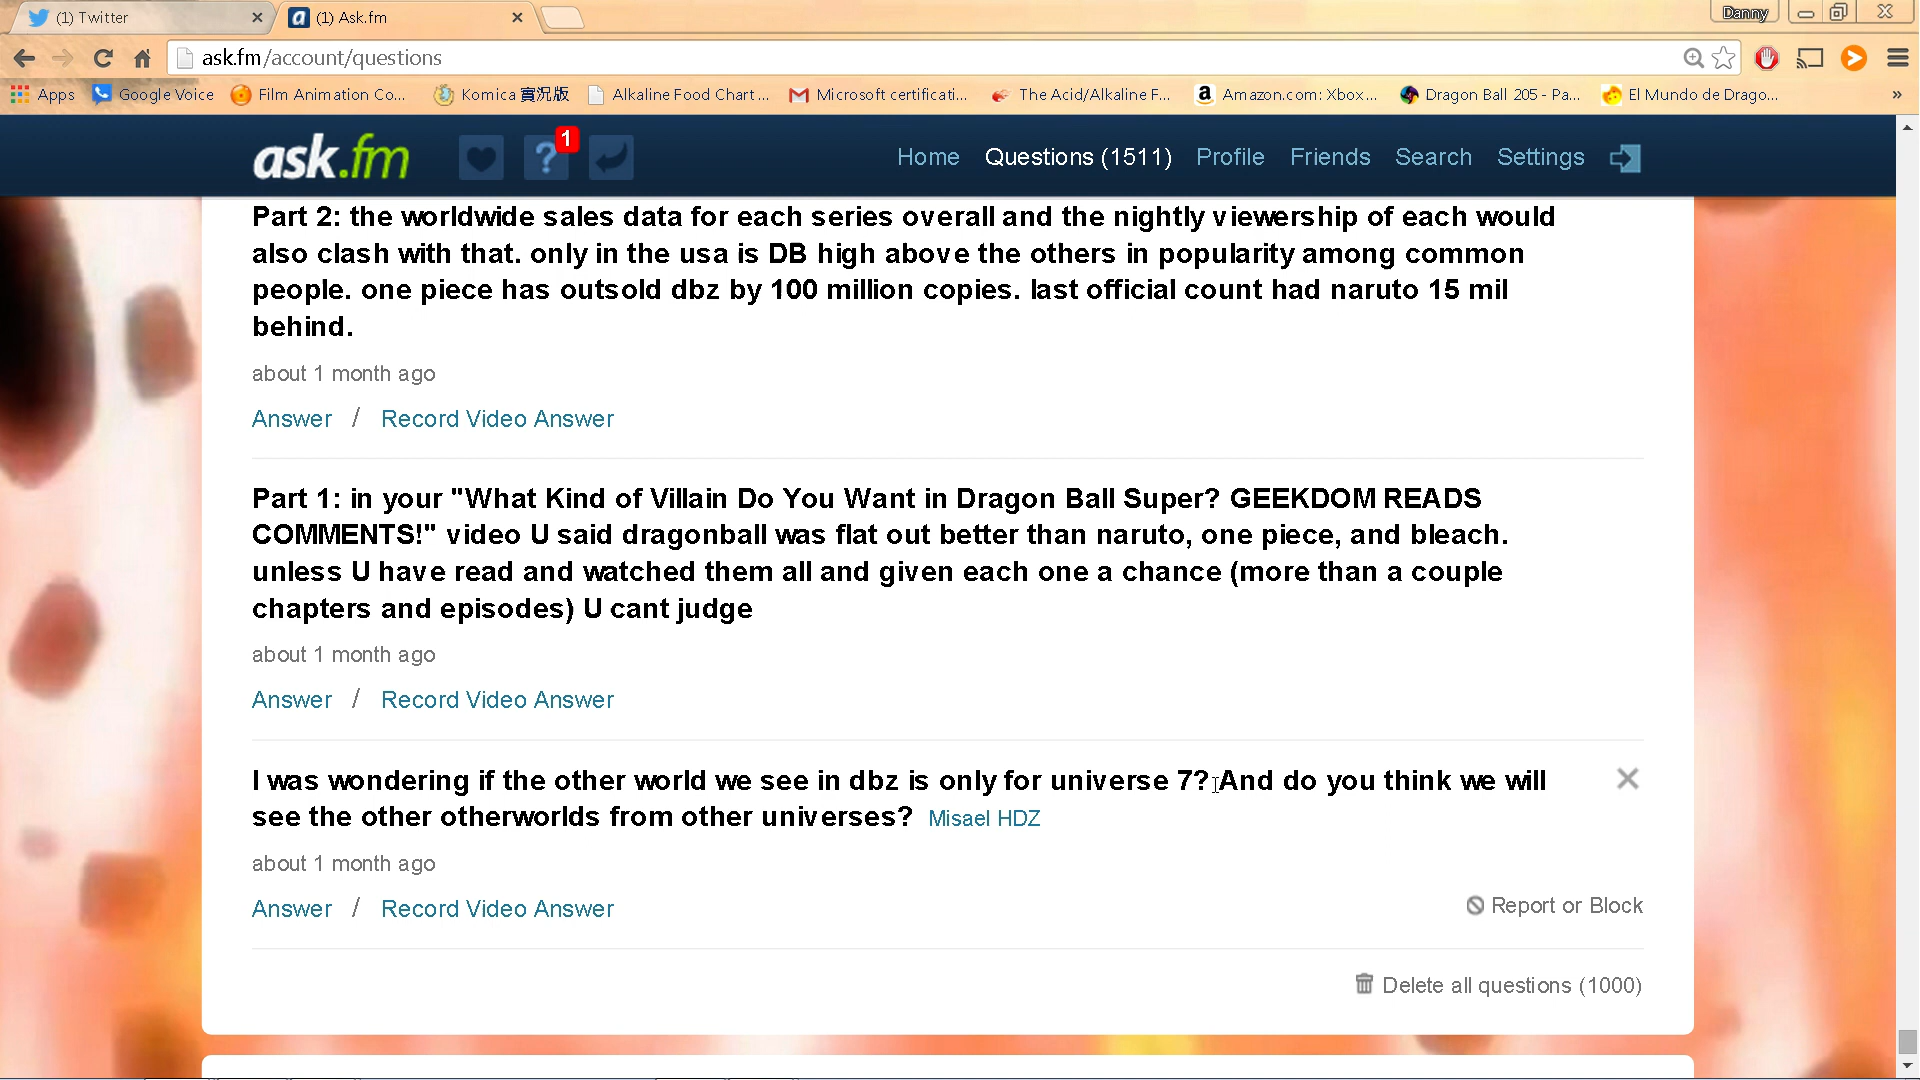 (1) Twitter
(1) Ask.fm
Danny
ask.fm/account/questions
Apps
Google Voice
Film Animation Co...
Komica 實況版
Alkaline Food Chart ...
Microsoft certificati...
The Acid/Alkaline F...
Amazon.com: Xbox...
Dragon Ball 205 - Pa...
El Mundo de Drago...
»
ask.fm
?
1
Home
Questions (1511)
Profile
Friends
Search
Settings
Part 2: the worldwide sales data for each series overall and the nightly viewership of each would
also clash with that. only in the usa is DB high above the others in popularity among common
people. one piece has outsold dbz by 100 million copies. last official count had naruto 15 mil
behind.
about 1 month ago
Answer / Record Video Answer
Part 1: in your "What Kind of Villain Do You Want in Dragon Ball Super? GEEKDOM READS
COMMENTS!" video U said dragonball was flat out better than naruto, one piece, and bleach.
unless U have read and watched them all and given each one a chance (more than a couple
chapters and episodes) U cant judge
about 1 month ago
Answer / Record Video Answer
I was wondering if the other world we see in dbz is only for universe 7? And do you think we will
see the other otherworlds from other universes? Misael HDZ
about 1 month ago
Answer / Record Video Answer
Report or Block
Delete all questions (1000)